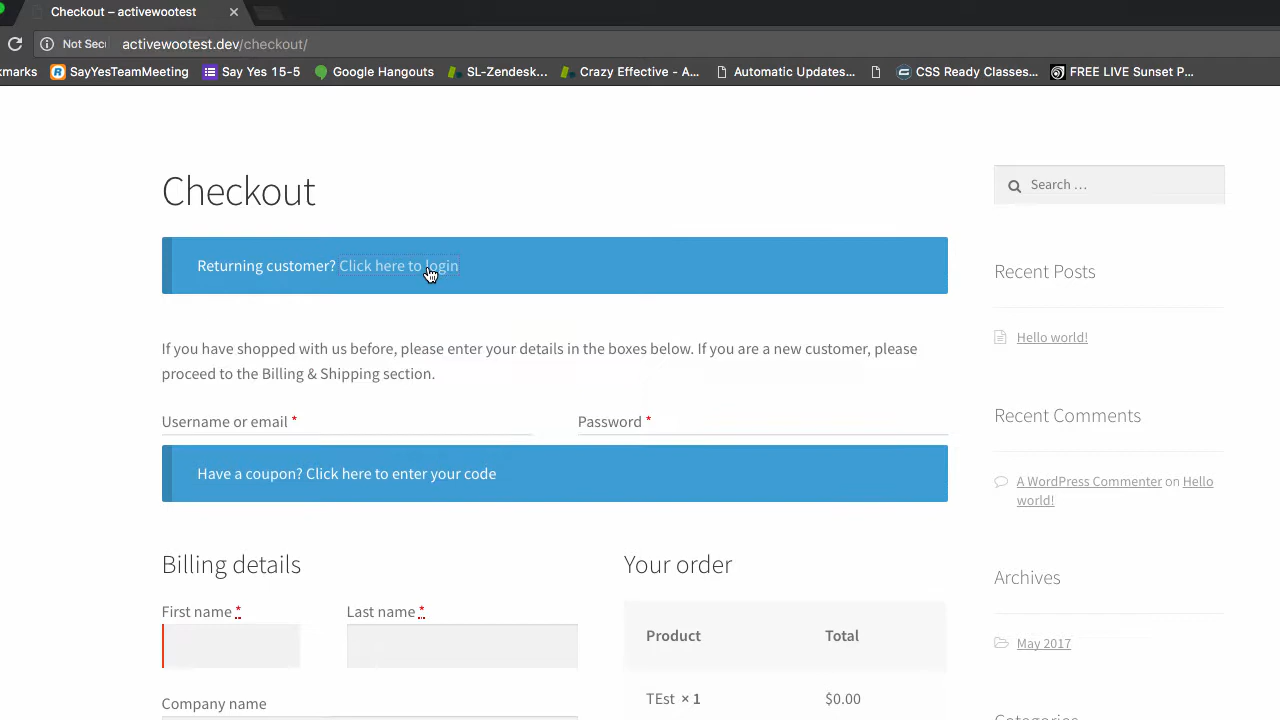 Checkout – activewootest
Not Sec activewootest.dev/checkout/
kmarks SayYesTeamMeeting Say Yes 15-5 Google Hangouts SL-Zendesk... Crazy Effective - A... Automatic Updates... CSS Ready Classes... FREE LIVE Sunset P...
Checkout
Search …
Returning customer? Click here to login
Recent Posts
Hello world!
If you have shopped with us before, please enter your details in the boxes below. If you are a new customer, please
proceed to the Billing & Shipping section.
Username or email * Password *
Recent Comments
Have a coupon? Click here to enter your code
A WordPress Commenter on Hello
world!
Billing details
Your order
Archives
First name * Last name *
Product Total
May 2017
TEst × 1 $0.00
Company name
Categories